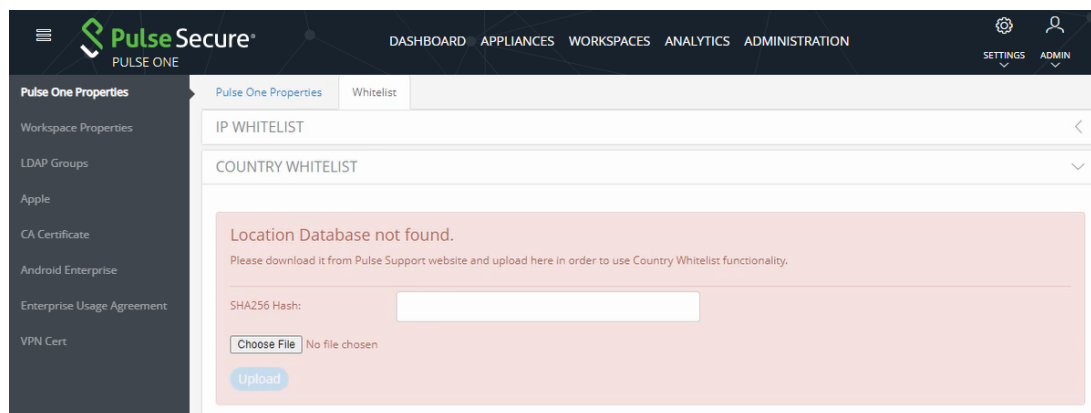 Pulse Secure
PULSE ONE
DASHBOARD APPLIANCES WORKSPACES ANALYTICS ADMINISTRATION
SETTINGS
ADMIN
Pulse One Properties
Workspace Properties
LDAP Groups
Apple
CA Certificate
Android Enterprise
Enterprise Usage Agreement
VPN Cert
Pulse One Properties
Whitelist
IP WHITELIST
COUNTRY WHITELIST
Location Database not found.
Please download it from Pulse Support website and upload here in order to use Country Whitelist functionality.
SHA256 Hash:
Choose File No file chosen
Upload